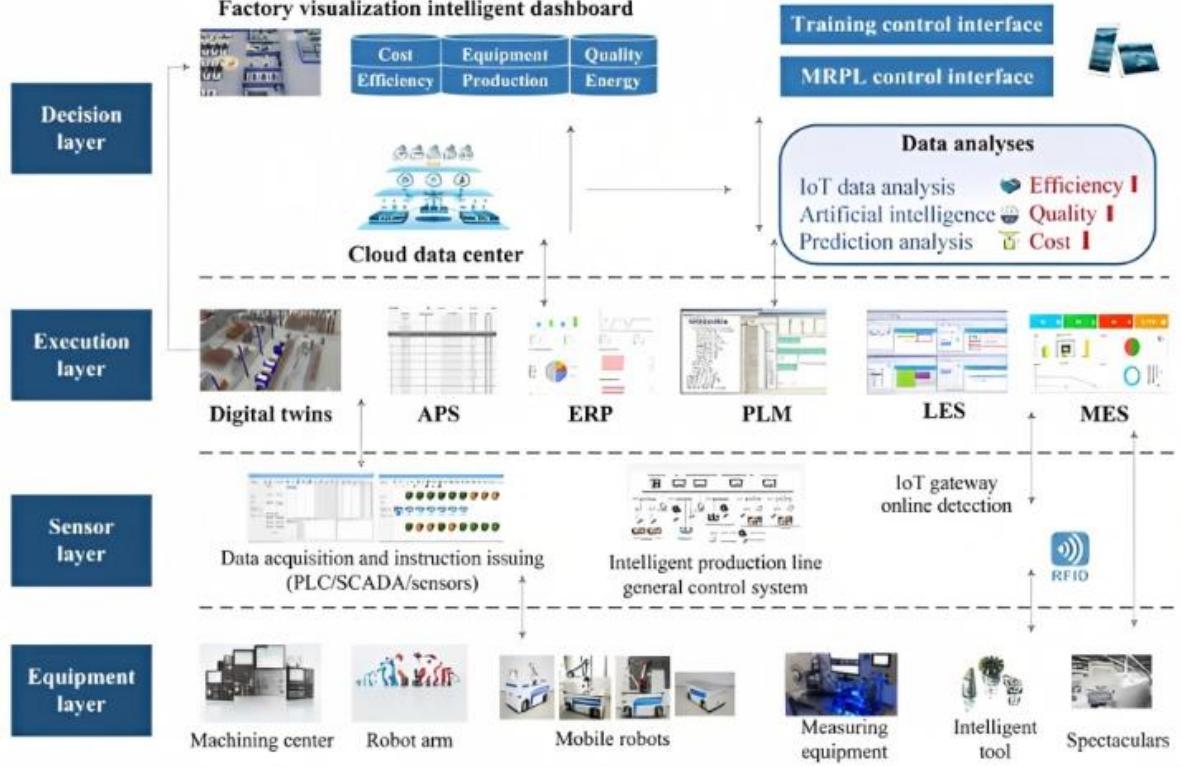 Factory visualization intelligent dashboard
Cost Equipment Quality
Efficiency Production Energy
Training control interface
MRPL control interface
Decision
layer
Data analyses
IoT data analysis Efficiency
Artificial intelligence Quality
Prediction analysis Cost
Cloud data center
Execution
layer
Digital twins APS ERP PLM LES MES
Sensor
layer
Data acquisition and instruction issuing
(PLC/SCADA/sensors)
Intelligent production line
general control system
IoT gateway
online detection
RFID
Equipment
layer
Machining center
Robot arm
Mobile robots
Measuring
equipment
Intelligent
tool
Spectaculars